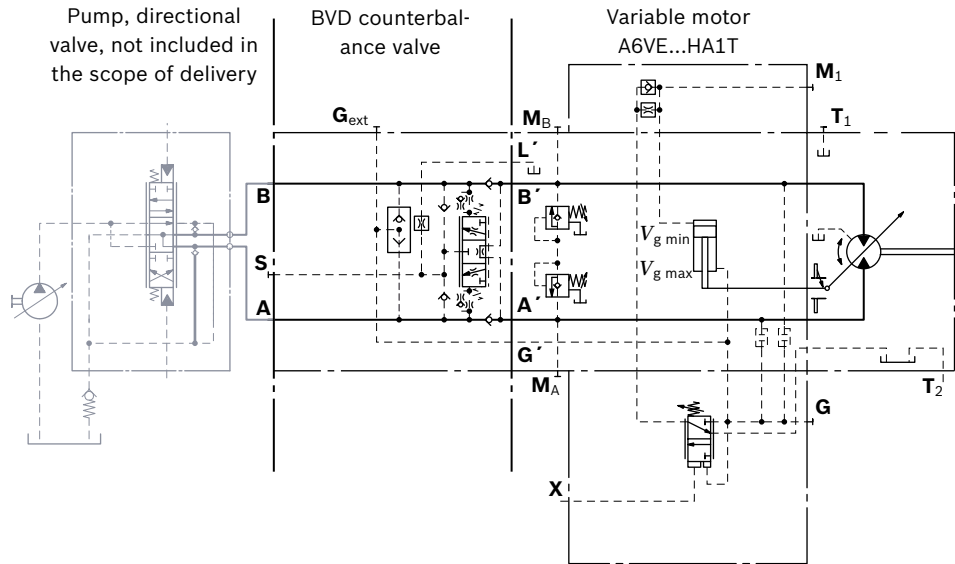 Pump, directional
valve, not included in
the scope of delivery
BVD counterbal-
ance valve
Variable motor
A6VE...HA1T
M1
Gext
MB
T1
L´
B
B´
Vg min
S
Vg max
A
A´
G´
MA
T2
G
X